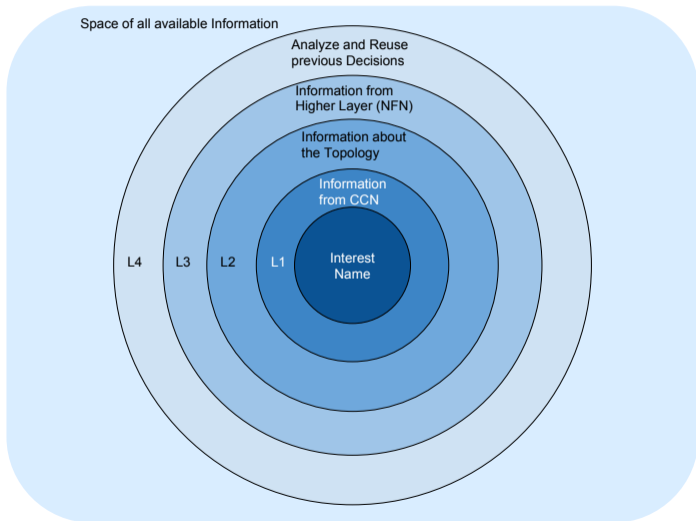 Space of all available Information
Analyze and Reuse
previous Decisions
Information from
Higher Layer (NFN)
Information about
the Topology
Information
from CCN
L4
L3
L2
L1
Interest
Name